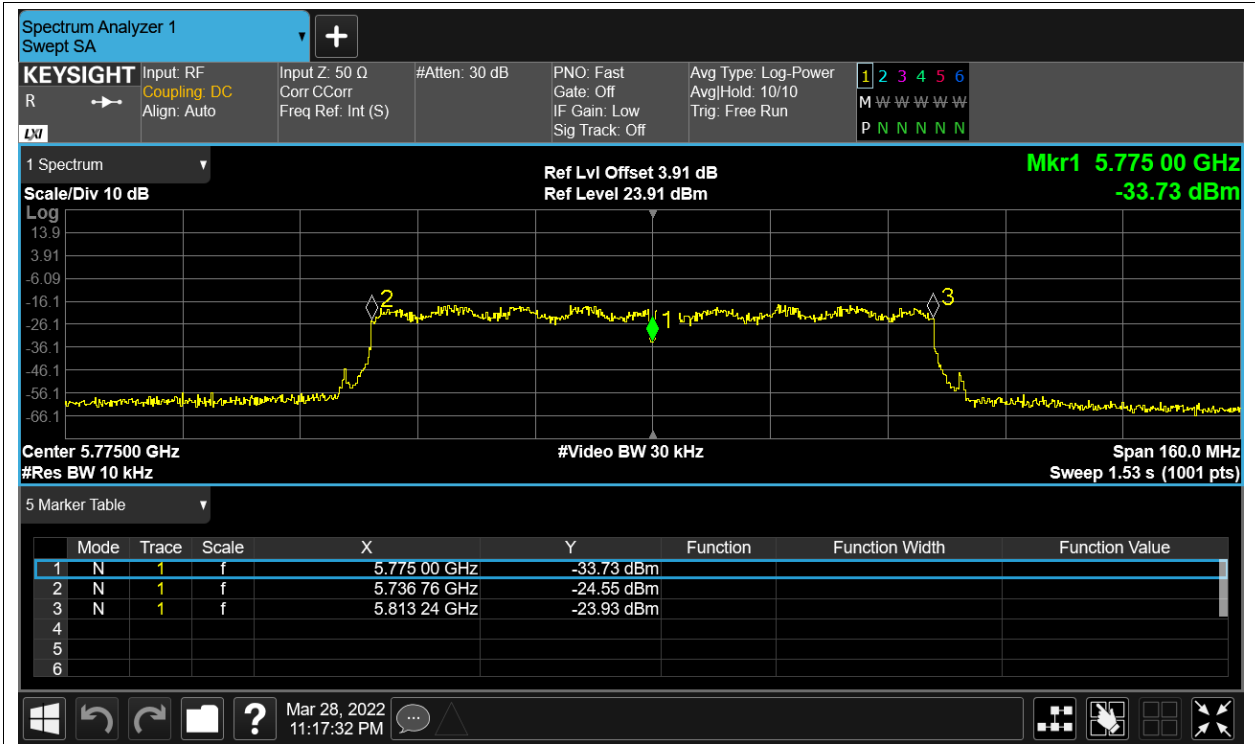 Spectrum Analyzer 1
Swept SA
KEYSIGHT
R
LXI
Input: RF
Coupling: DC
Align: Auto
Input Z: 50 Ω
Corr CCorr
Freq Ref: Int (S)
#Atten: 30 dB
PNO: Fast
Gate: Off
IF Gain: Low
Sig Track: Off
Avg Type: Log-Power
Avg|Hold: 10/10
Trig: Free Run
1 2 3 4 5 6
M W W W W W
P N N N N N
1 Spectrum
Scale/Div 10 dB
Ref Lvl Offset 3.91 dB
Ref Level 23.91 dBm
Mkr1 5.775 00 GHz
-33.73 dBm
Log
13.9
3.91
-6.09
-16.1
-26.1
-36.1
-46.1
-56.1
-66.1
2
1
3
Center 5.77500 GHz
#Video BW 30 kHz
Span 160.0 MHz
#Res BW 10 kHz
Sweep 1.53 s (1001 pts)
5 Marker Table
Mode Trace Scale X Y Function Function Width Function Value
1 N 1 f 5.775 00 GHz -33.73 dBm
2 N 1 f 5.736 76 GHz -24.55 dBm
3 N 1 f 5.813 24 GHz -23.93 dBm
4
5
6
?
Mar 28, 2022
11:17:32 PM